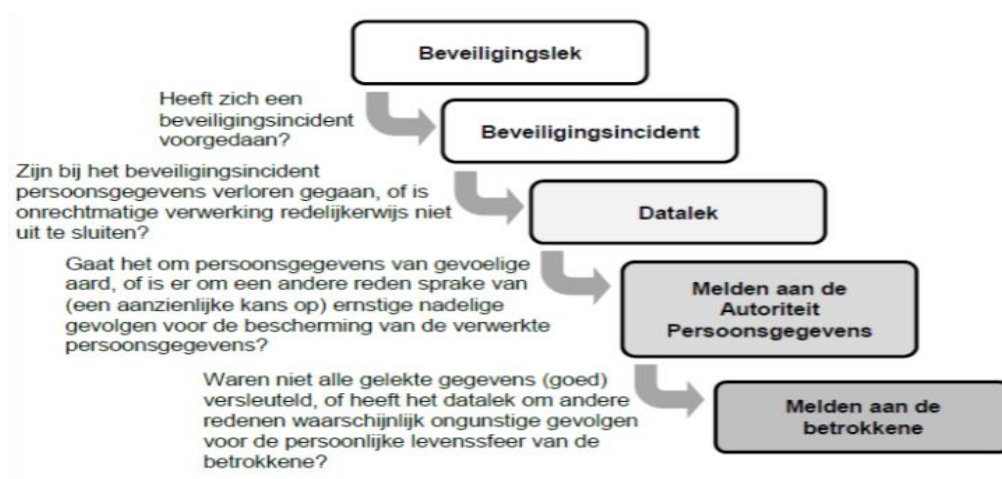 Beveiligingslek
Heeft zich een
beveiligingsincident
voorgedaan?
Beveiligingsincident
Zijn bij het beveiligingsincident
persoonsgegevens verloren gegaan, of is
onrechtmatige verwerking redelijkerwijs niet
uit te sluiten?
Datalek
Gaat het om persoonsgegevens van gevoelige
aard, of is er om een andere reden sprake van
(een aanzienlijke kans op) ernstige nadelige
gevolgen voor de bescherming van de verwerkte
persoonsgegevens?
Melden aan de
Autoriteit
Persoonsgegevens
Waren niet alle gelekte gegevens (goed)
versleuteld, of heeft het datalek om andere
redenen waarschijnlijk ongunstige gevolgen
voor de persoonlijke levenssfeer van de
betrokkene?
Melden aan de
betrokkene